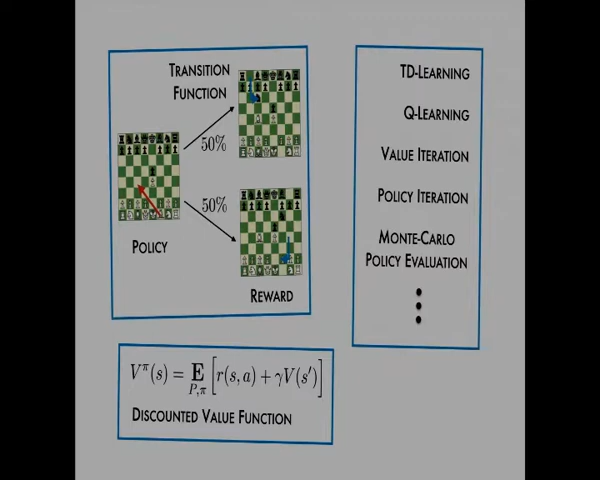 TRANSITION
FUNCTION
50%
50%
POLICY
REWARD
TD-LEARNING
Q-LEARNING
VALUE ITERATION
POLICY ITERATION
MONTE-CARLO
POLICY EVALUATION
V^π(s) = E_{P,π} [r(s, a) + γV(s′)]
DISCOUNTED VALUE FUNCTION